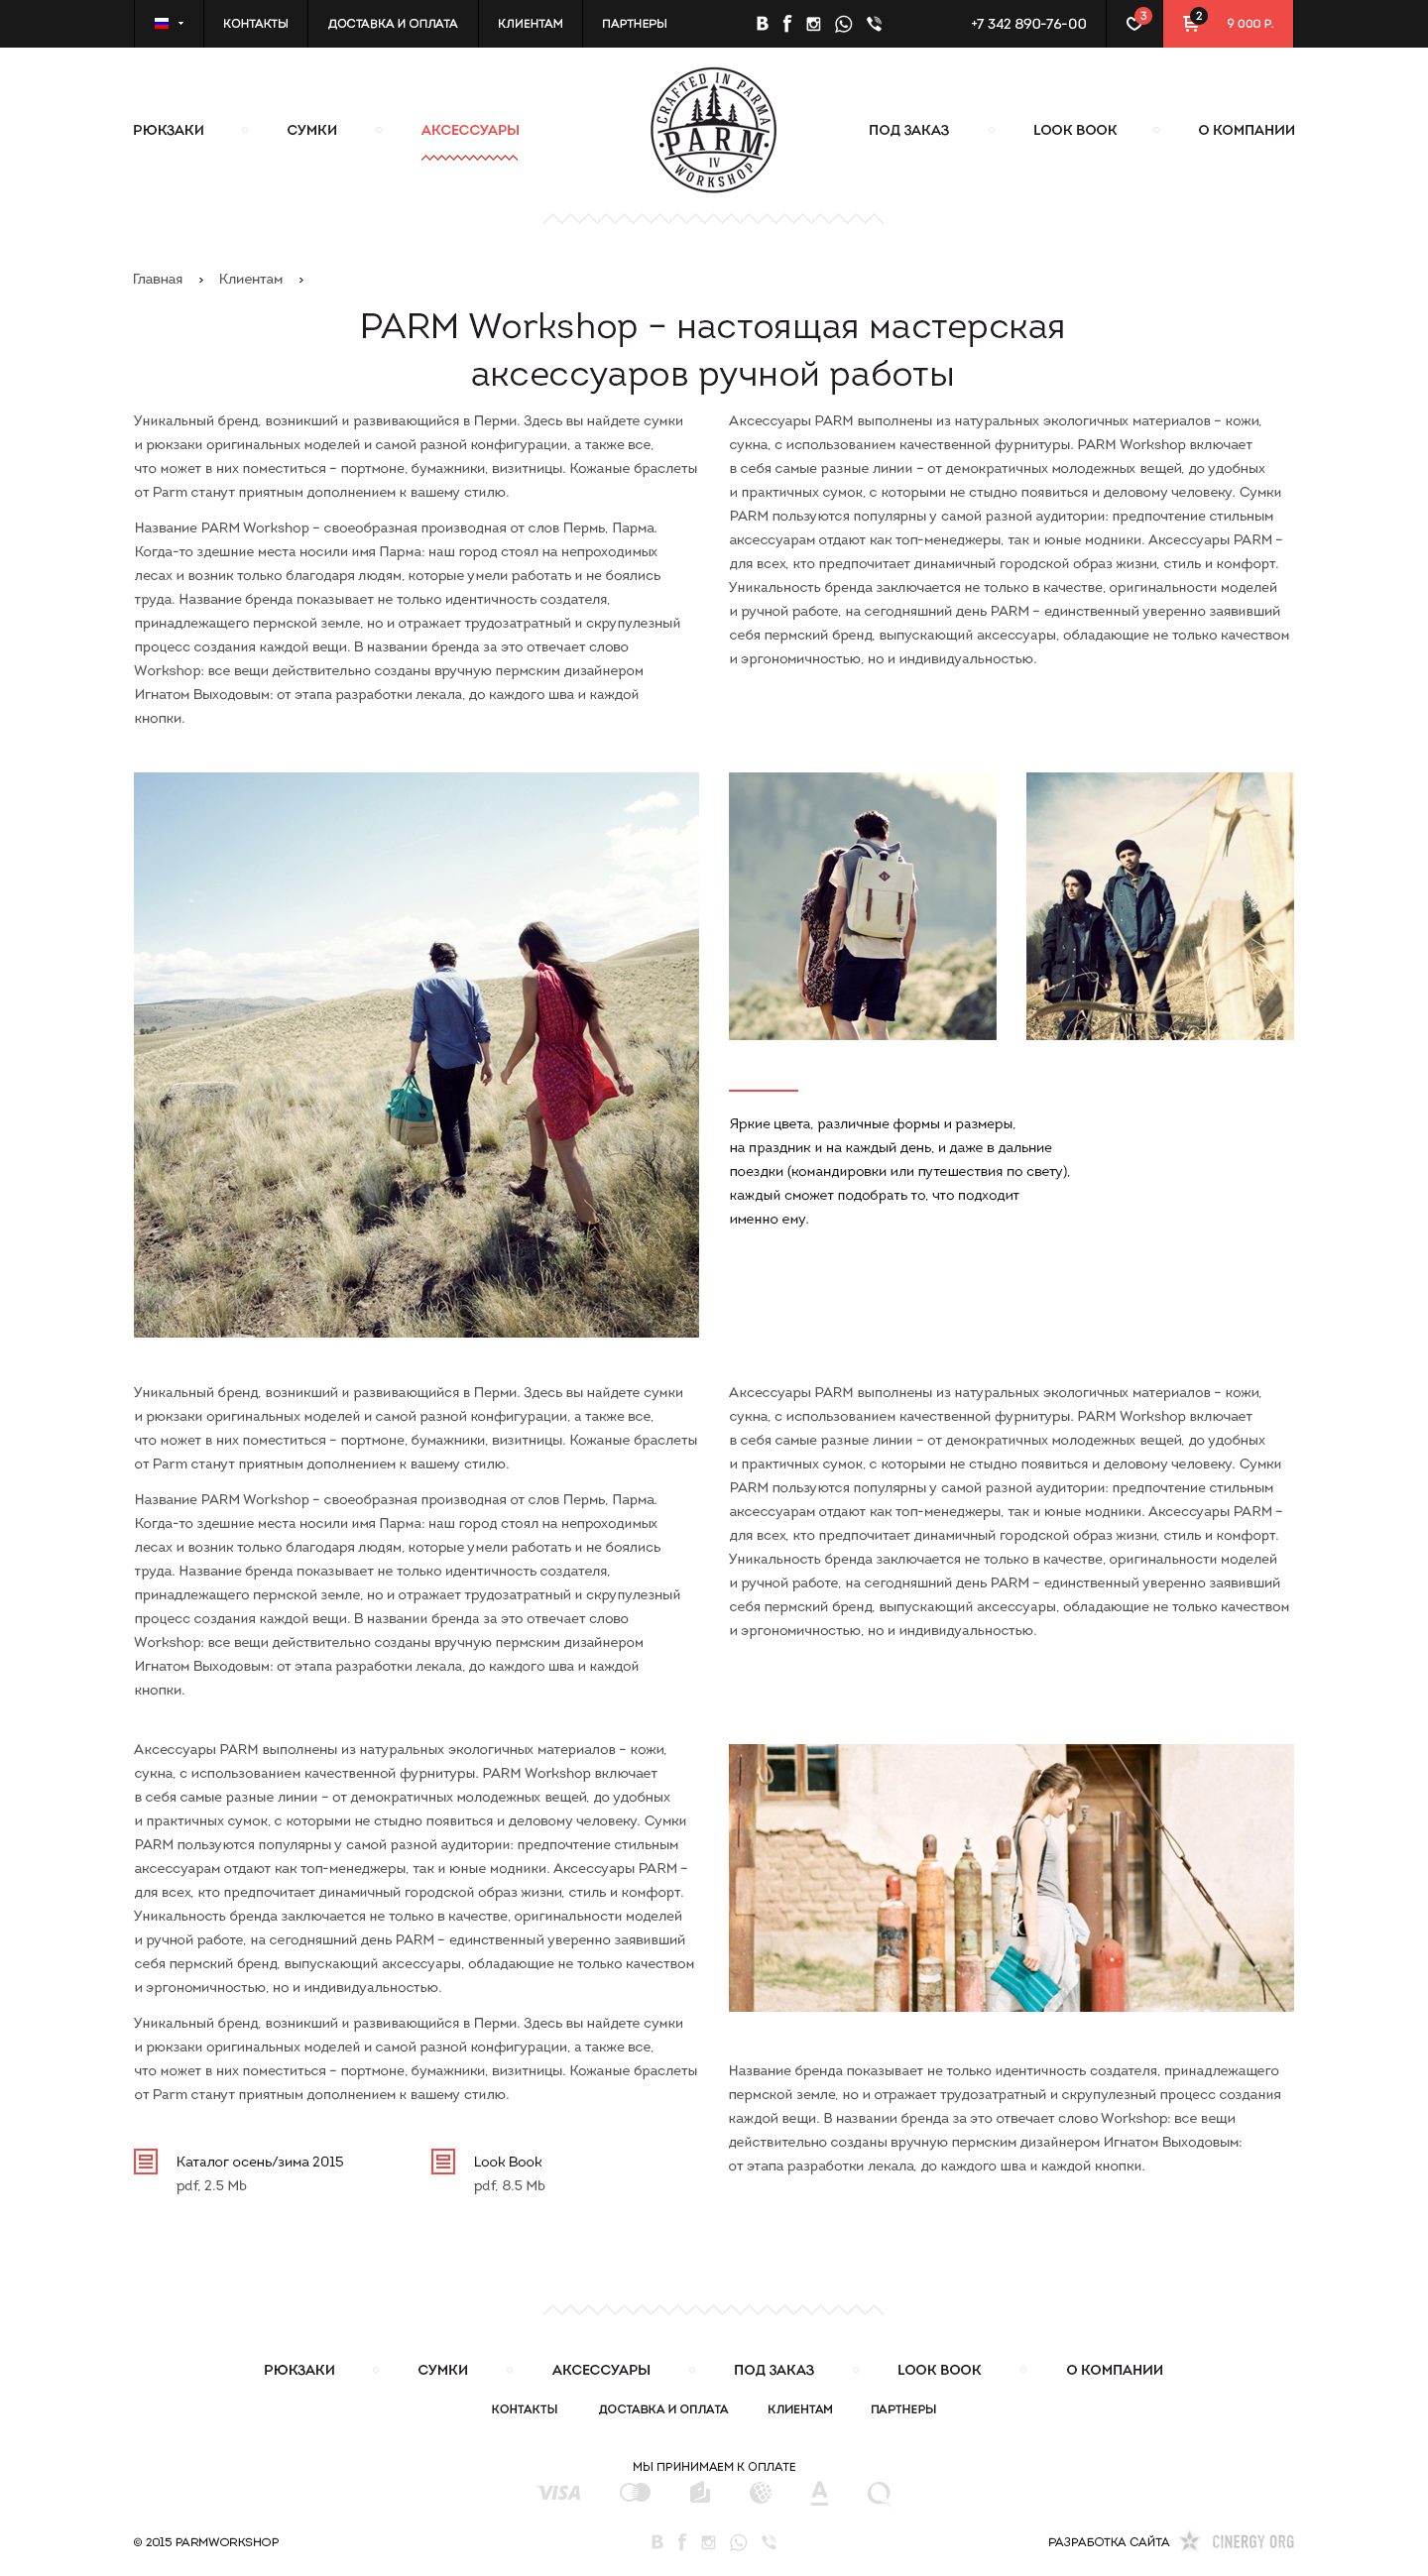 КОНТАКТЫ
ДОСТАВКА И ОПЛАТА
КЛИЕНТАМ
ПАРТНЕРЫ
+7 342 890-76-00
3
2
9 000 Р.
РЮКЗАКИ
СУМКИ
АКСЕССУАРЫ
CRAFTED IN PARMA
PARM
IV
WORKSHOP
ПОД ЗАКАЗ
LOOK BOOK
О КОМПАНИИ
Главная > Клиентам >
PARM Workshop – настоящая мастерская
аксессуаров ручной работы
Уникальный бренд, возникший и развивающийся в Перми. Здесь вы найдете сумки
и рюкзаки оригинальных моделей и самой разной конфигурации, а также все,
что может в них поместиться – портмоне, бумажники, визитницы. Кожаные браслеты
от Parm станут приятным дополнением к вашему стилю.
Название PARM Workshop – своеобразная производная от слов Пермь, Парма.
Когда-то здешние места носили имя Парма: наш город стоял на непроходимых
лесах и возник только благодаря людям, которые умели работать и не боялись
труда. Название бренда показывает не только идентичность создателя,
принадлежащего пермской земле, но и отражает трудозатратный и скрупулезный
процесс создания каждой вещи. В названии бренда за это отвечает слово
Workshop: все вещи действительно созданы вручную пермским дизайнером
Игнатом Выходовым: от этапа разработки лекала, до каждого шва и каждой
кнопки.
Аксессуары PARM выполнены из натуральных экологичных материалов – кожи,
сукна, с использованием качественной фурнитуры. PARM Workshop включает
в себя самые разные линии – от демократичных молодежных вещей, до удобных
и практичных сумок, с которыми не стыдно появиться и деловому человеку. Сумки
PARM пользуются популярны у самой разной аудитории: предпочтение стильным
аксессуарам отдают как топ-менеджеры, так и юные модники. Аксессуары PARM –
для всех, кто предпочитает динамичный городской образ жизни, стиль и комфорт.
Уникальность бренда заключается не только в качестве, оригинальности моделей
и ручной работе, на сегодняшний день PARM – единственный уверенно заявивший
себя пермский бренд, выпускающий аксессуары, обладающие не только качеством
и эргономичностью, но и индивидуальностью.
Яркие цвета, различные формы и размеры,
на праздник и на каждый день, и даже в дальние
поездки (командировки или путешествия по свету),
каждый сможет подобрать то, что подходит
именно ему.
Уникальный бренд, возникший и развивающийся в Перми. Здесь вы найдете сумки
и рюкзаки оригинальных моделей и самой разной конфигурации, а также все,
что может в них поместиться – портмоне, бумажники, визитницы. Кожаные браслеты
от Parm станут приятным дополнением к вашему стилю.
Название PARM Workshop – своеобразная производная от слов Пермь, Парма.
Когда-то здешние места носили имя Парма: наш город стоял на непроходимых
лесах и возник только благодаря людям, которые умели работать и не боялись
труда. Название бренда показывает не только идентичность создателя,
принадлежащего пермской земле, но и отражает трудозатратный и скрупулезный
процесс создания каждой вещи. В названии бренда за это отвечает слово
Workshop: все вещи действительно созданы вручную пермским дизайнером
Игнатом Выходовым: от этапа разработки лекала, до каждого шва и каждой
кнопки.
Аксессуары PARM выполнены из натуральных экологичных материалов – кожи,
сукна, с использованием качественной фурнитуры. PARM Workshop включает
в себя самые разные линии – от демократичных молодежных вещей, до удобных
и практичных сумок, с которыми не стыдно появиться и деловому человеку. Сумки
PARM пользуются популярны у самой разной аудитории: предпочтение стильным
аксессуарам отдают как топ-менеджеры, так и юные модники. Аксессуары PARM –
для всех, кто предпочитает динамичный городской образ жизни, стиль и комфорт.
Уникальность бренда заключается не только в качестве, оригинальности моделей
и ручной работе, на сегодняшний день PARM – единственный уверенно заявивший
себя пермский бренд, выпускающий аксессуары, обладающие не только качеством
и эргономичностью, но и индивидуальностью.
Аксессуары PARM выполнены из натуральных экологичных материалов – кожи,
сукна, с использованием качественной фурнитуры. PARM Workshop включает
в себя самые разные линии – от демократичных молодежных вещей, до удобных
и практичных сумок, с которыми не стыдно появиться и деловому человеку. Сумки
PARM пользуются популярны у самой разной аудитории: предпочтение стильным
аксессуарам отдают как топ-менеджеры, так и юные модники. Аксессуары PARM –
для всех, кто предпочитает динамичный городской образ жизни, стиль и комфорт.
Уникальность бренда заключается не только в качестве, оригинальности моделей
и ручной работе, на сегодняшний день PARM – единственный уверенно заявивший
себя пермский бренд, выпускающий аксессуары, обладающие не только качеством
и эргономичностью, но и индивидуальностью.
Уникальный бренд, возникший и развивающийся в Перми. Здесь вы найдете сумки
и рюкзаки оригинальных моделей и самой разной конфигурации, а также все,
что может в них поместиться – портмоне, бумажники, визитницы. Кожаные браслеты
от Parm станут приятным дополнением к вашему стилю.
Название бренда показывает не только идентичность создателя, принадлежащего
пермской земле, но и отражает трудозатратный и скрупулезный процесс создания
каждой вещи. В названии бренда за это отвечает слово Workshop: все вещи
действительно созданы вручную пермским дизайнером Игнатом Выходовым:
от этапа разработки лекала, до каждого шва и каждой кнопки.
Каталог осень/зима 2015
pdf, 2.5 Mb
Look Book
pdf, 8.5 Mb
РЮКЗАКИ
СУМКИ
АКСЕССУАРЫ
ПОД ЗАКАЗ
LOOK BOOK
О КОМПАНИИ
КОНТАКТЫ
ДОСТАВКА И ОПЛАТА
КЛИЕНТАМ
ПАРТНЕРЫ
МЫ ПРИНИМАЕМ К ОПЛАТЕ
VISA
© 2015 PARMWORKSHOP
РАЗРАБОТКА САЙТА
CINERGY ORG